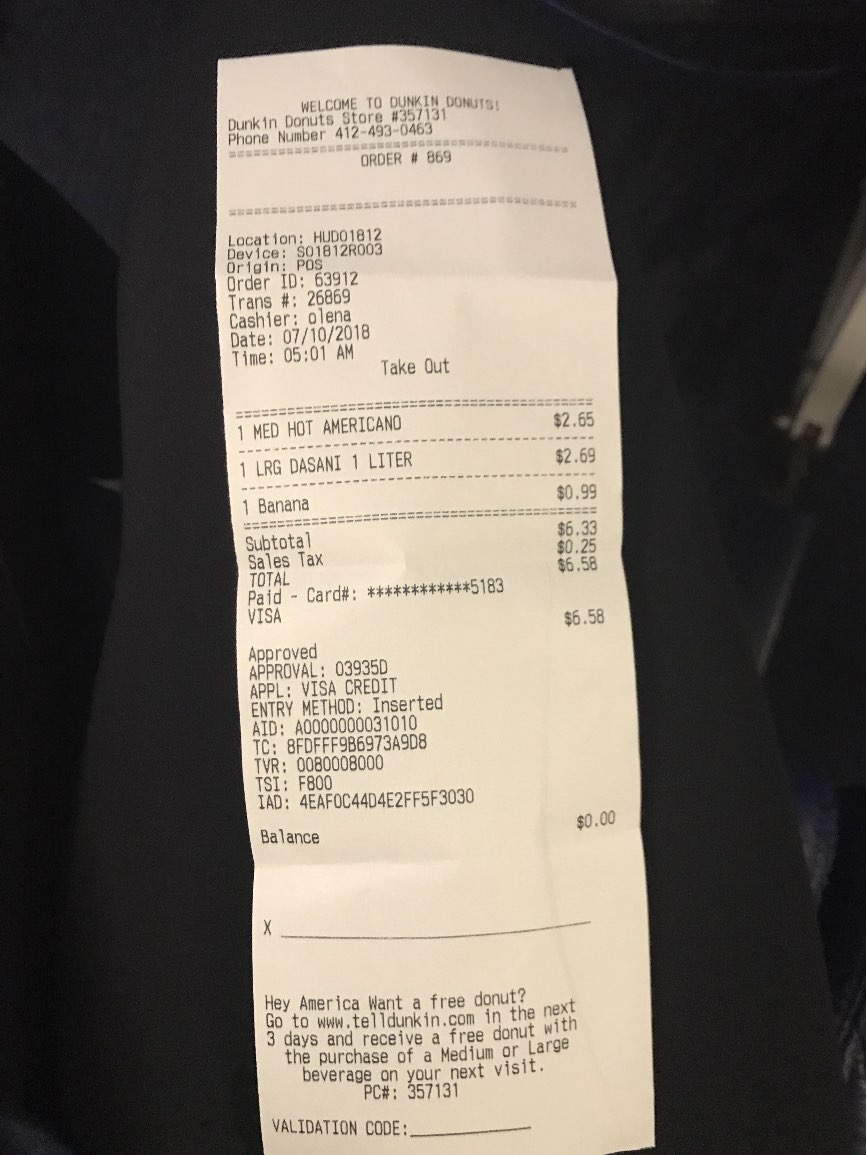 WELCOME TO DUNKIN DONUTS!
Dunkin Donuts Store #357131
Phone Number 412-493-0463
ORDER # 869
Location: HUD01812
Device: S01812R003
Origin: POS
Order ID: 63912
Trans #: 26869
Cashier: olena
Date: 07/10/2018
Time: 05:01 AM
Take Out
1 MED HOT AMERICANO $2.65
1 LRG DASANI 1 LITER $2.69
1 Banana $0.99
Subtotal $6.33
Sales Tax $0.25
TOTAL $6.58
Paid - Card#: ************5183
VISA $6.58
Approved
APPROVAL: 03935D
APPL: VISA CREDIT
ENTRY METHOD: Inserted
AID: A0000000031010
TC: 8FDFFF9B6973A9D8
TVR: 0080008000
TSI: F800
IAD: 4EAF0C44D4E2FF5F3030
Balance $0.00
X
Hey America Want a free donut?
Go to www.telldunkin.com in the next
3 days and receive a free donut with
the purchase of a Medium or Large
beverage on your next visit.
PC#: 357131
VALIDATION CODE: